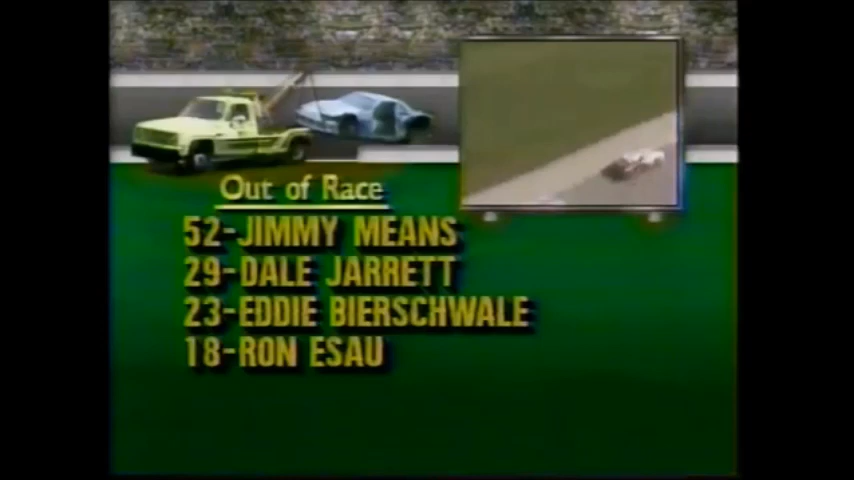 Out of Race
52-JIMMY MEANS
29-DALE JARRETT
23-EDDIE BIERSCHWALE
18-RON ESAU